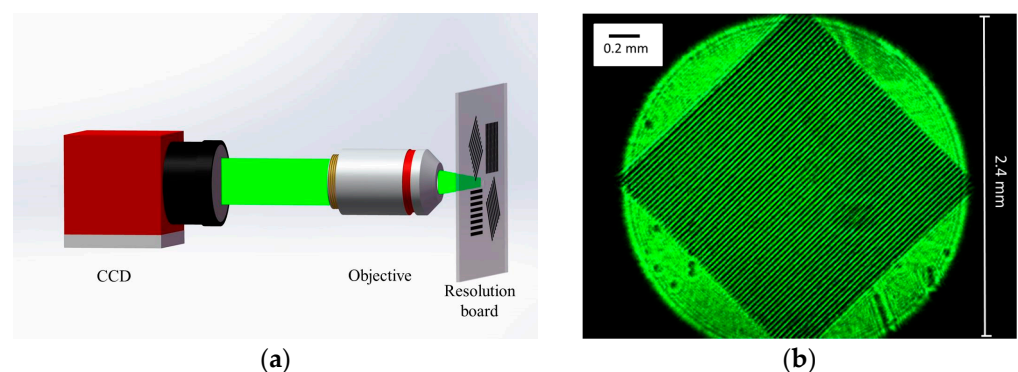 CCD
Objective
Resolution
board
(a)
0.2 mm
2.4 mm
(b)